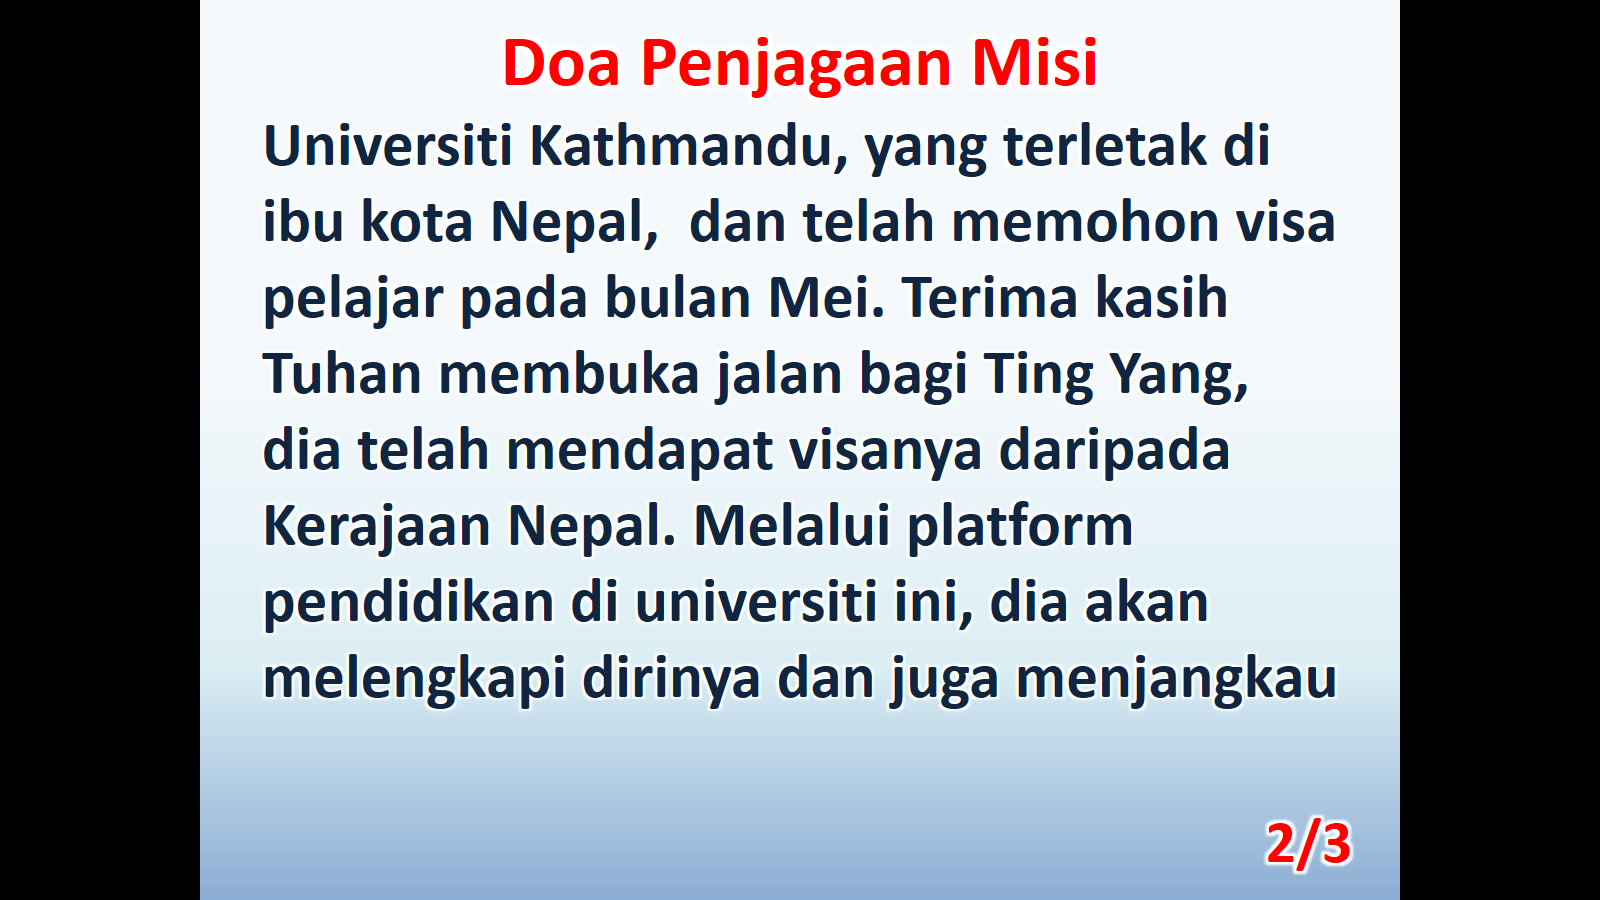 Doa Penjagaan Misi
Universiti Kathmandu, yang terletak di
ibu kota Nepal,  dan telah memohon visa
pelajar pada bulan Mei. Terima kasih
Tuhan membuka jalan bagi Ting Yang,
dia telah mendapat visanya daripada
Kerajaan Nepal. Melalui platform
pendidikan di universiti ini, dia akan
melengkapi dirinya dan juga menjangkau
2/3